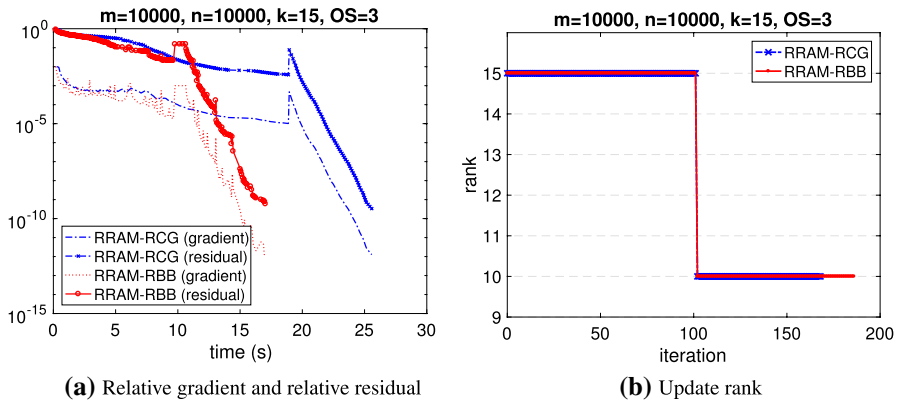 m=10000, n=10000, k=15, OS=3
10^0
10^-5
10^-10
10^-15
RRAM-RCG (gradient)
RRAM-RCG (residual)
RRAM-RBB (gradient)
RRAM-RBB (residual)
0 5 10 15 20 25 30
time (s)
(a) Relative gradient and relative residual
m=10000, n=10000, k=15, OS=3
RRAM-RCG
RRAM-RBB
rank
16
15
14
13
12
11
10
9
0 50 100 150 200
iteration
(b) Update rank